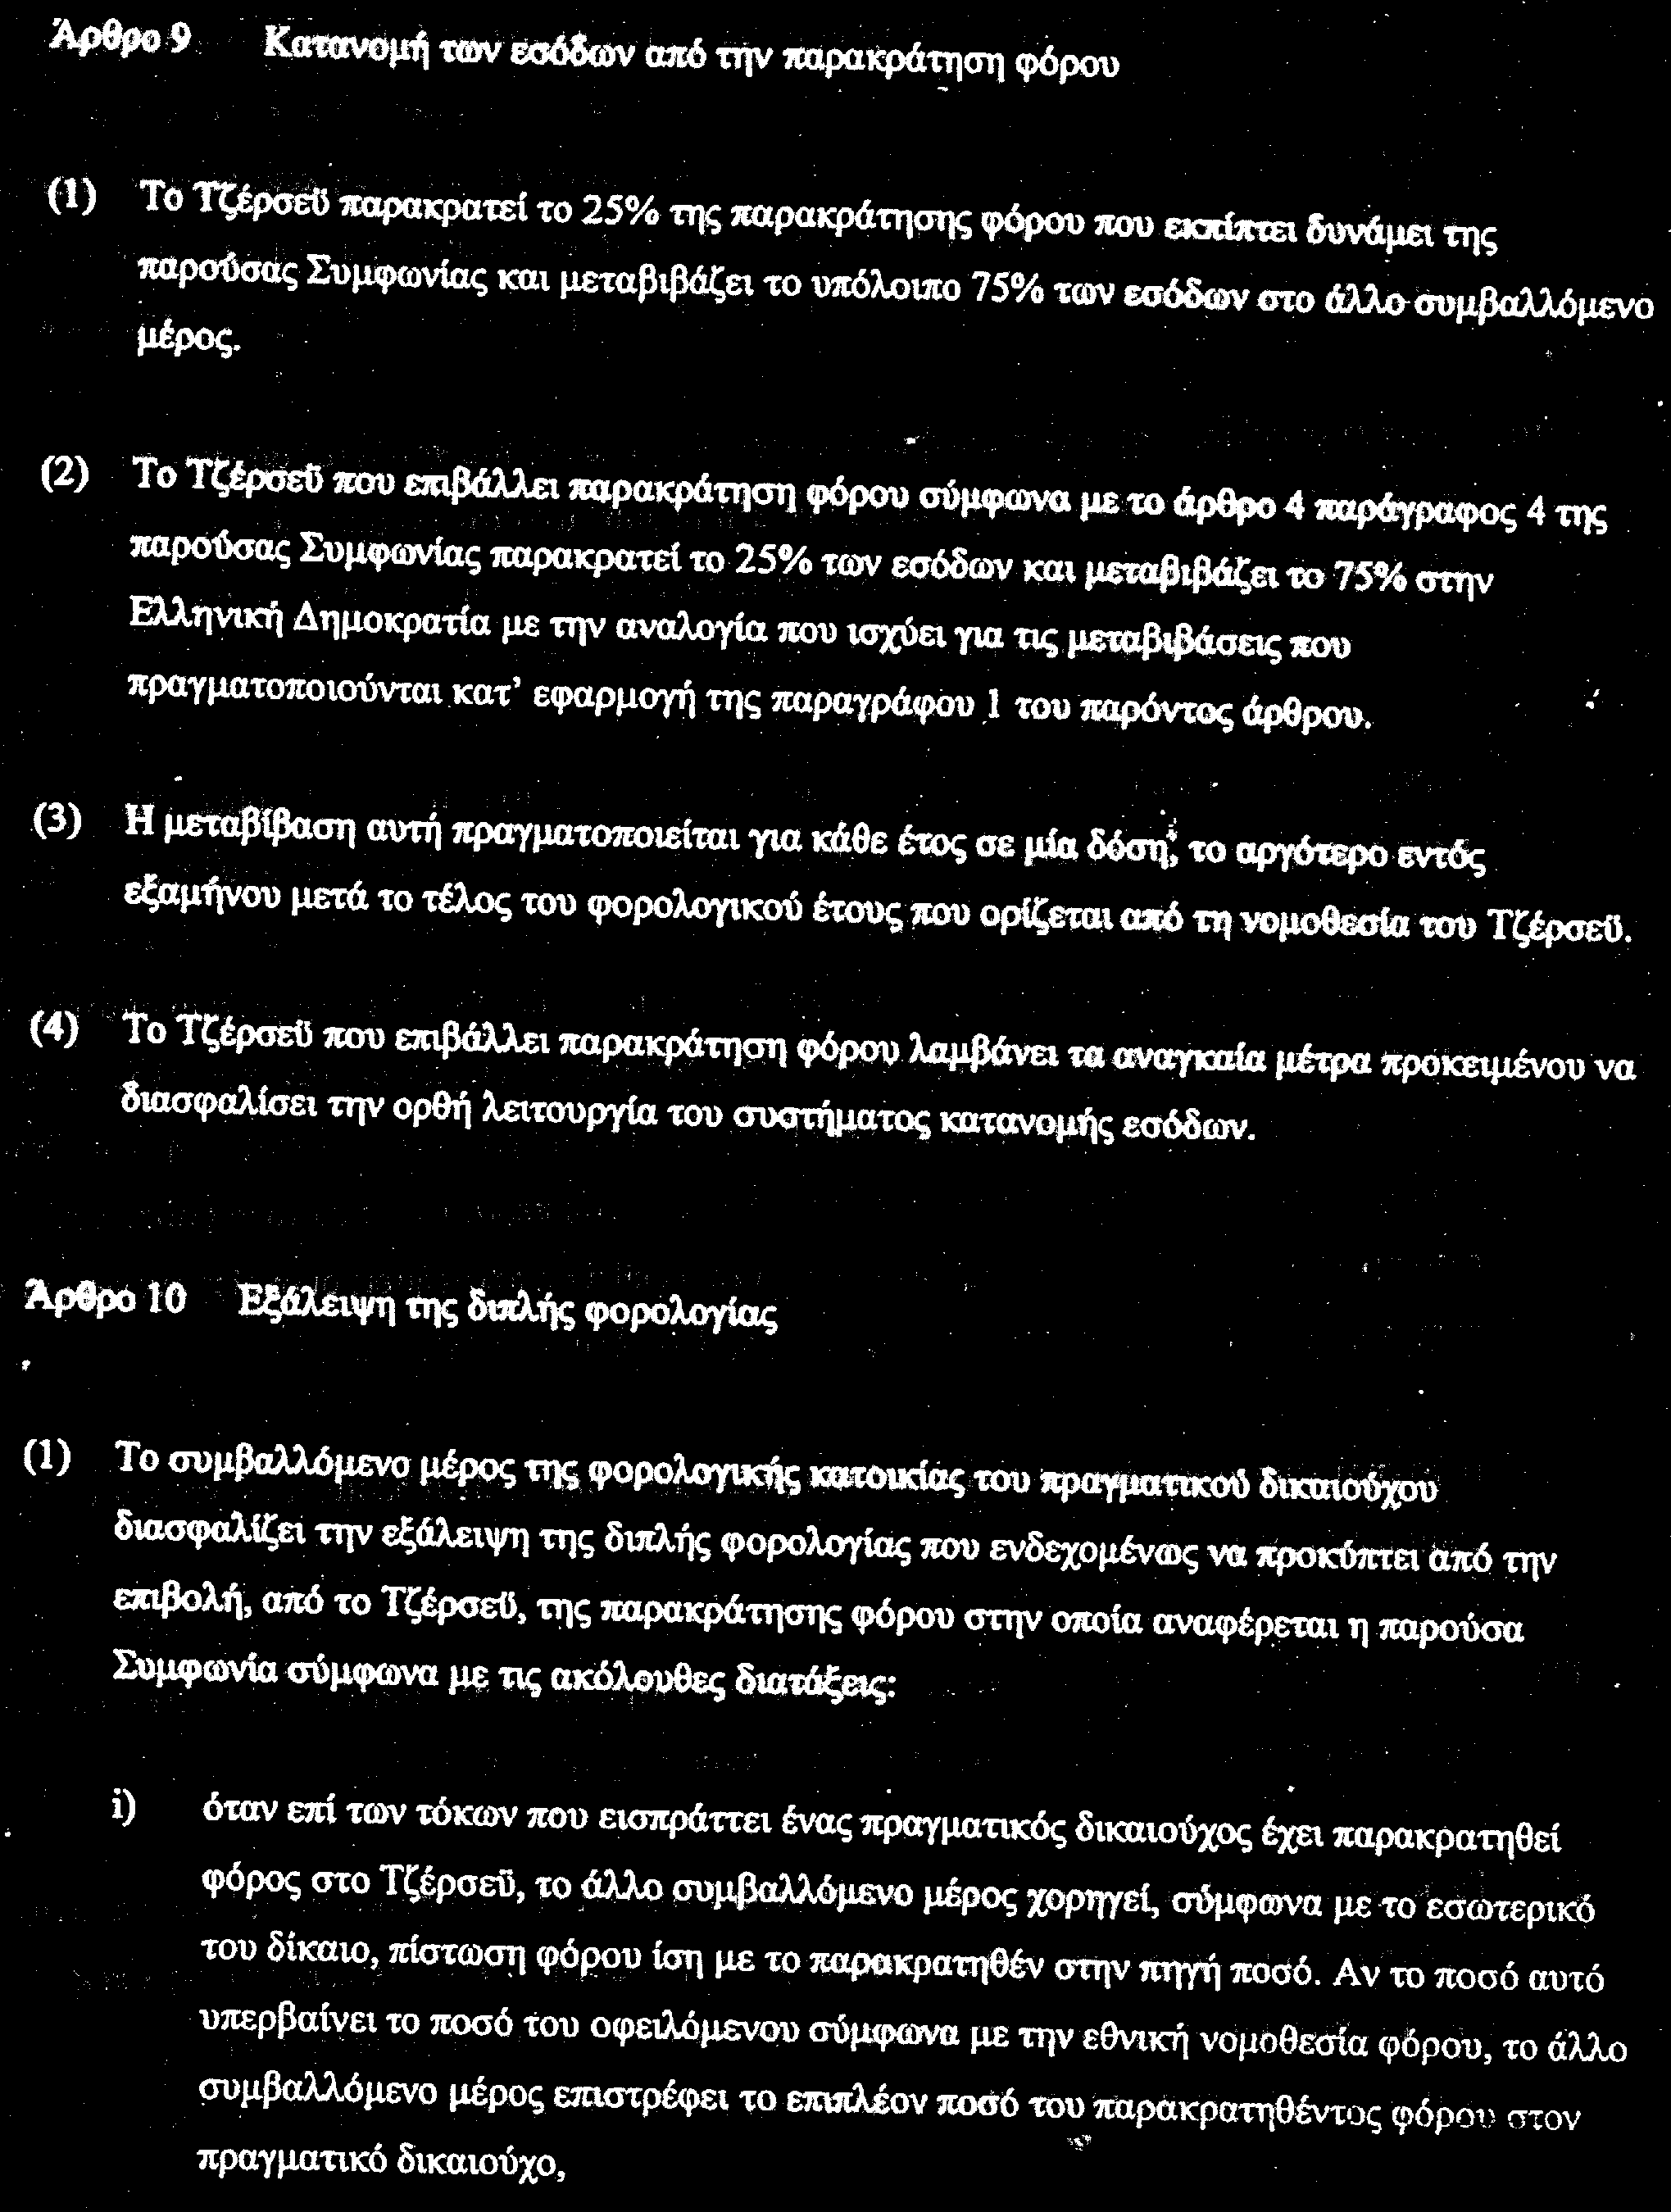 Άρθρο 9 Κατανομή των εσόδων από την παρακράτηση φόρου
(1) Το Τζέρσεϋ παρακρατεί το 25% της παρακράτησης φόρου που εκπίπτει δυνάμει της
παρούσας Συμφωνίας και μεταβιβάζει το υπόλοιπο 75% των εσόδων στο άλλο συμβαλλόμενο
μέρος.
(2) Το Τζέρσεϋ που επιβάλλει παρακράτηση φόρου σύμφωνα με το άρθρο 4 παράγραφος 4 της
παρούσας Συμφωνίας παρακρατεί το 25% των εσόδων και μεταβιβάζει το 75% στην
Ελληνική Δημοκρατία με την αναλογία που ισχύει για τις μεταβιβάσεις που
πραγματοποιούνται κατ’ εφαρμογή της παραγράφου 1 του παρόντος άρθρου.
(3) Η μεταβίβαση αυτή πραγματοποιείται για κάθε έτος σε μία δόση, το αργότερο εντός
εξαμήνου μετά το τέλος του φορολογικού έτους που ορίζεται από τη νομοθεσία του Τζέρσεϋ.
(4) Το Τζέρσεϋ που επιβάλλει παρακράτηση φόρου λαμβάνει τα αναγκαία μέτρα προκειμένου να
διασφαλίσει την ορθή λειτουργία του συστήματος κατανομής εσόδων.
Άρθρο 10 Εξάλειψη της διπλής φορολογίας
(1) Το συμβαλλόμενο μέρος της φορολογικής κατοικίας του πραγματικού δικαιούχου
διασφαλίζει την εξάλειψη της διπλής φορολογίας που ενδεχομένως να προκύπτει από την
επιβολή, από το Τζέρσεϋ, της παρακράτησης φόρου στην οποία αναφέρεται η παρούσα
Συμφωνία σύμφωνα με τις ακόλουθες διατάξεις:
i) όταν επί των τόκων που εισπράττει ένας πραγματικός δικαιούχος έχει παρακρατηθεί
φόρος στο Τζέρσεϋ, το άλλο συμβαλλόμενο μέρος χορηγεί, σύμφωνα με το εσωτερικό
του δίκαιο, πίστωση φόρου ίση με το παρακρατηθέν στην πηγή ποσό. Αν το ποσό αυτό
υπερβαίνει το ποσό του οφειλόμενου σύμφωνα με την εθνική νομοθεσία φόρου, το άλλο
συμβαλλόμενο μέρος επιστρέφει το επιπλέον ποσό του παρακρατηθέντος φόρου στον
πραγματικό δικαιούχο,